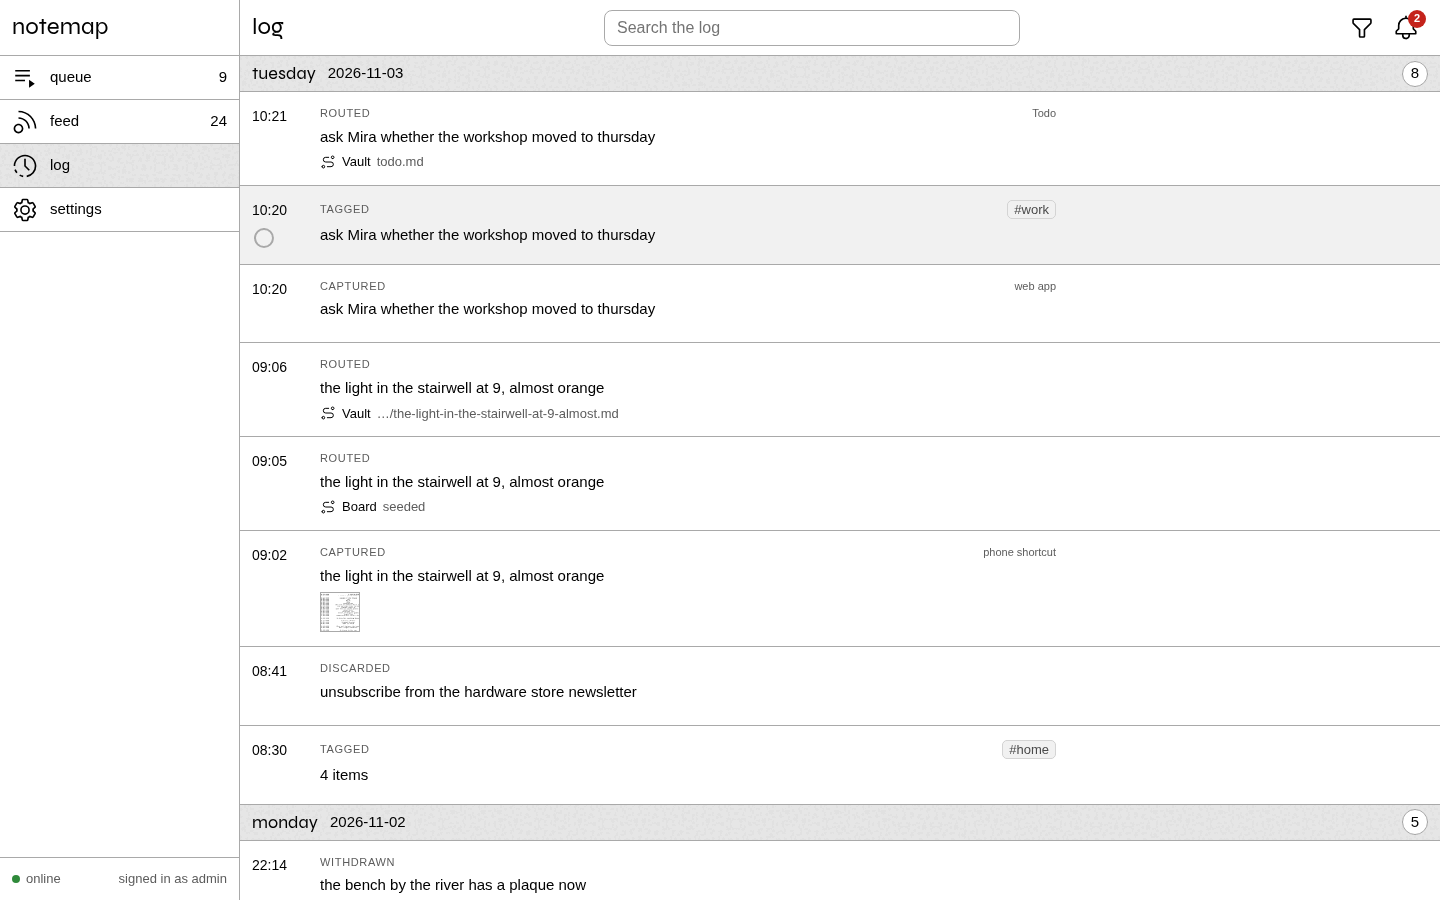 notemap
log
Search the log
2
queue 9
feed 24
log
settings
tuesday 2026-11-03 8
10:21 ROUTED Todo
ask Mira whether the workshop moved to thursday
Vault todo.md
10:20 TAGGED #work
ask Mira whether the workshop moved to thursday
10:20 CAPTURED web app
ask Mira whether the workshop moved to thursday
09:06 ROUTED
the light in the stairwell at 9, almost orange
Vault …/the-light-in-the-stairwell-at-9-almost.md
09:05 ROUTED
the light in the stairwell at 9, almost orange
Board seeded
09:02 CAPTURED phone shortcut
the light in the stairwell at 9, almost orange
08:41 DISCARDED
unsubscribe from the hardware store newsletter
08:30 TAGGED #home
4 items
monday 2026-11-02 5
22:14 WITHDRAWN
the bench by the river has a plaque now
online signed in as admin